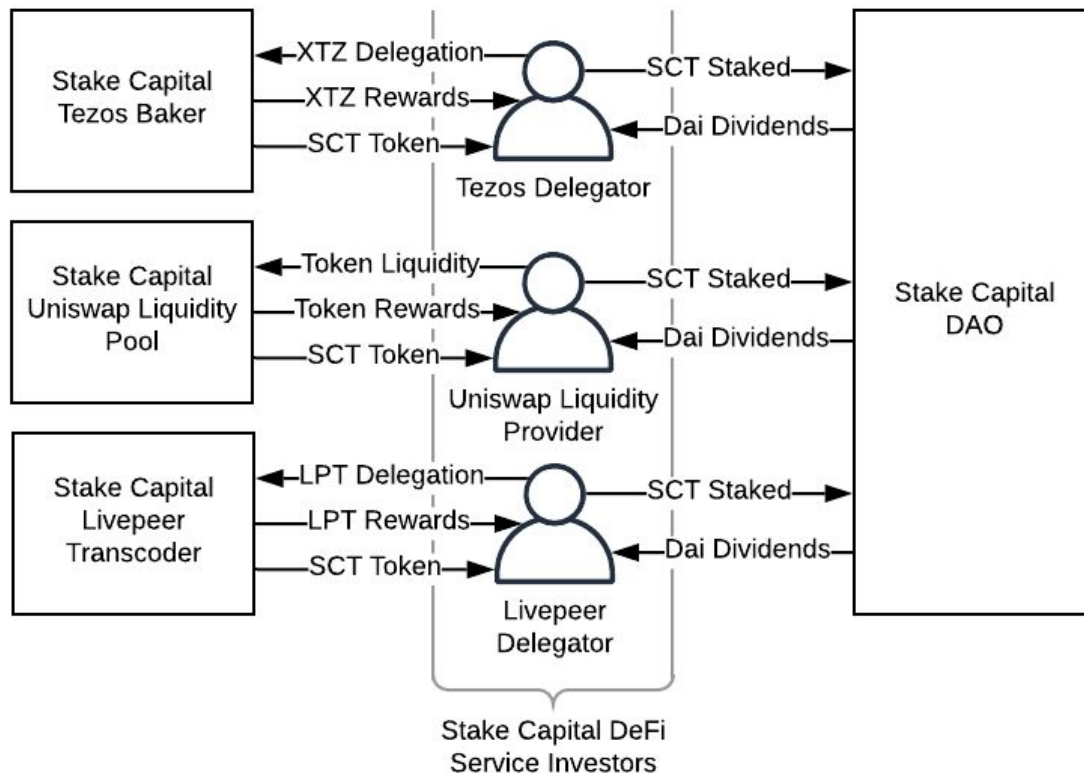 Stake Capital
Tezos Baker
XTZ Delegation
XTZ Rewards
SCT Token
Tezos Delegator
SCT Staked
Dai Dividends
Stake Capital
Uniswap Liquidity
Pool
Token Liquidity
Token Rewards
SCT Token
Uniswap Liquidity
Provider
SCT Staked
Dai Dividends
Stake Capital
DAO
Stake Capital
Livepeer
Transcoder
LPT Delegation
LPT Rewards
SCT Token
Livepeer
Delegator
SCT Staked
Dai Dividends
Stake Capital DeFi
Service Investors